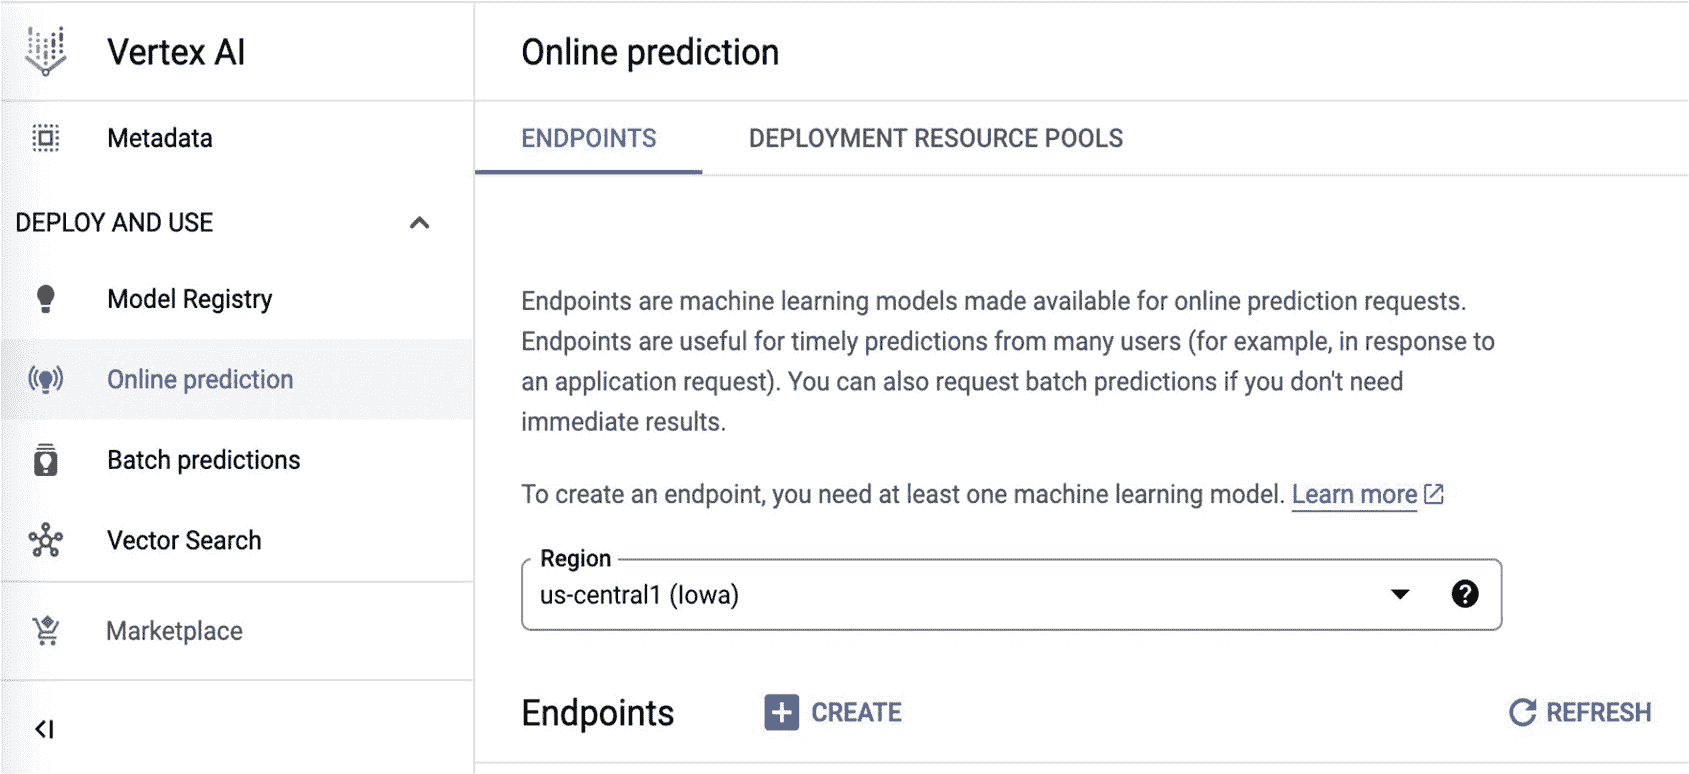 Vertex AI
Metadata
DEPLOY AND USE
Model Registry
Online prediction
Batch predictions
Vector Search
Marketplace
Online prediction
ENDPOINTS
DEPLOYMENT RESOURCE POOLS
Endpoints are machine learning models made available for online prediction requests.
Endpoints are useful for timely predictions from many users (for example, in response to
an application request). You can also request batch predictions if you don't need
immediate results.
To create an endpoint, you need at least one machine learning model. Learn more
Region
us-central1 (Iowa)
Endpoints
CREATE
REFRESH